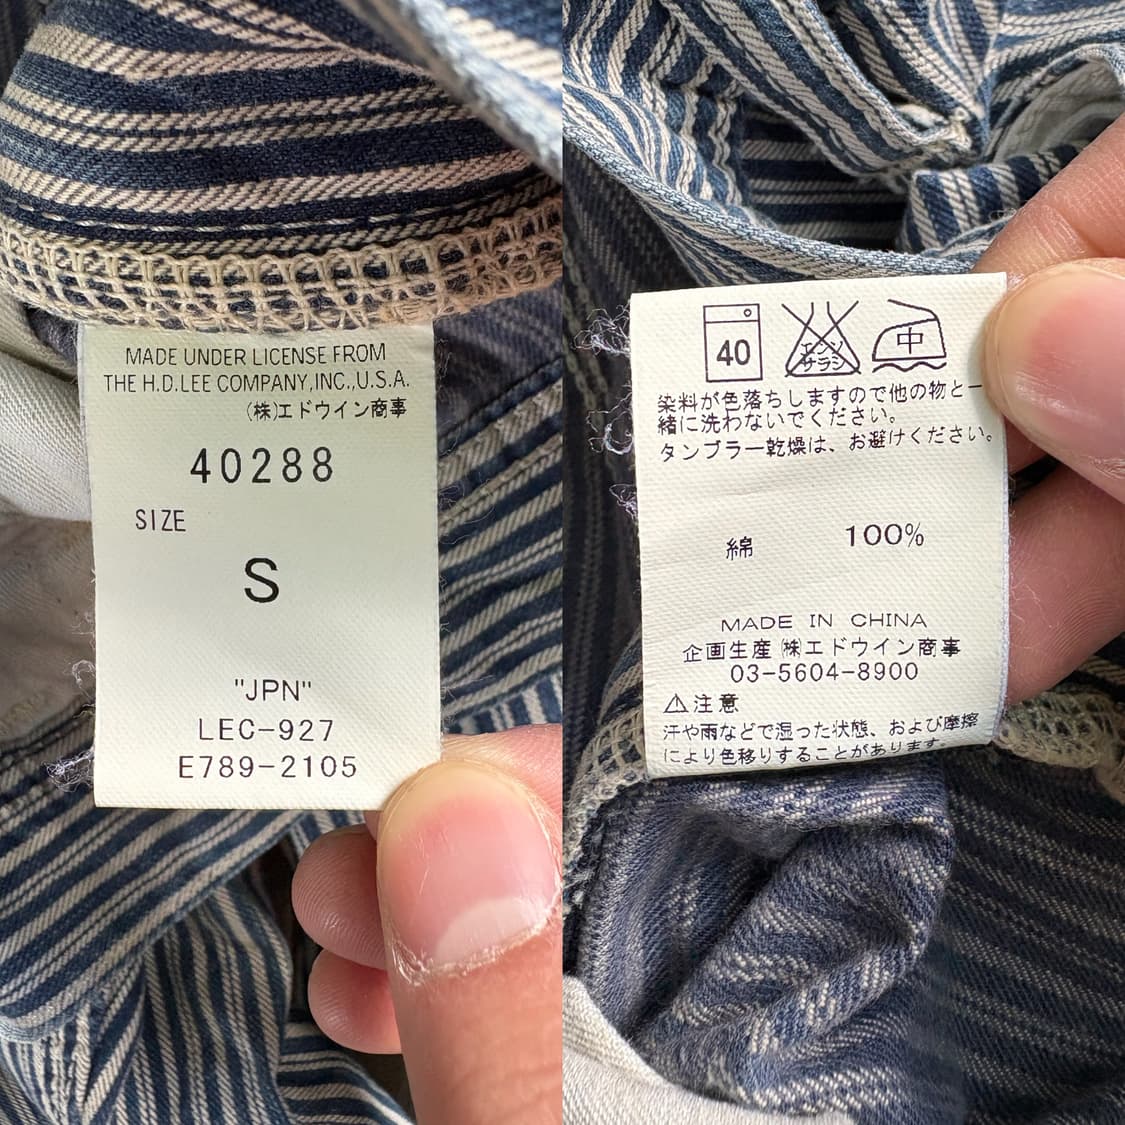 MADE UNDER LICENSE FROM
THE H.D.LEE COMPANY,INC.,U.S.A.
(株)エドウイン商事
40288
SIZE
S
"JPN"
LEC-927
E789-2105
40
エンソ
サラシ
中
染料が色落ちしますので他の物と一
緒に洗わないでください。
タンブラー乾燥は、お避けください。
綿 100%
MADE IN CHINA
企画生産 ㈱エドウイン商事
03-5604-8900
⚠注意
汗や雨などで湿った状態、および摩擦
により色移りすることがあります。